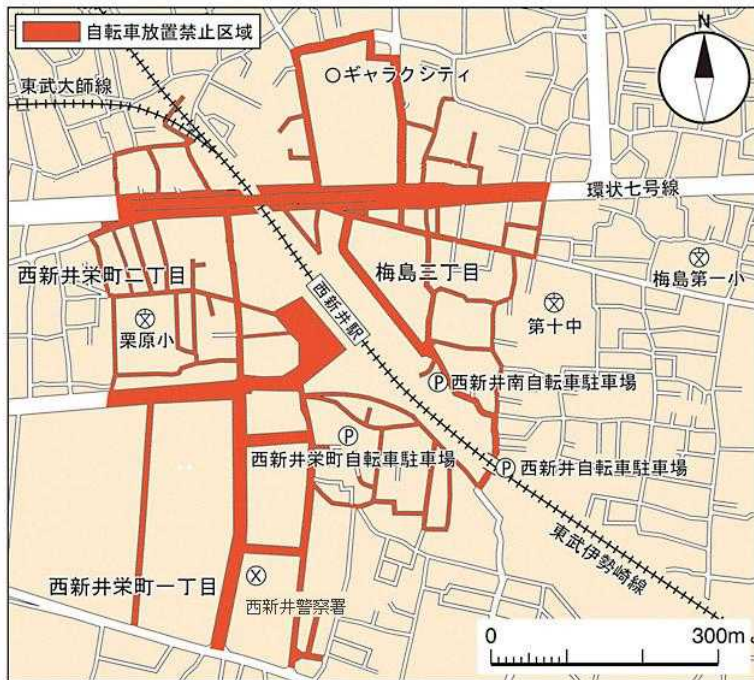 自転車放置禁止区域
N
東武大師線
ギャラクシティ
環状七号線
西新井栄町二丁目
梅島三丁目
梅島第一小
西新井駅
栗原小
第十中
P
西新井南自転車駐車場
P
西新井栄町自転車駐車場
P
西新井自転車駐車場
東武伊勢崎線
西新井栄町一丁目
西新井警察署
0
300m